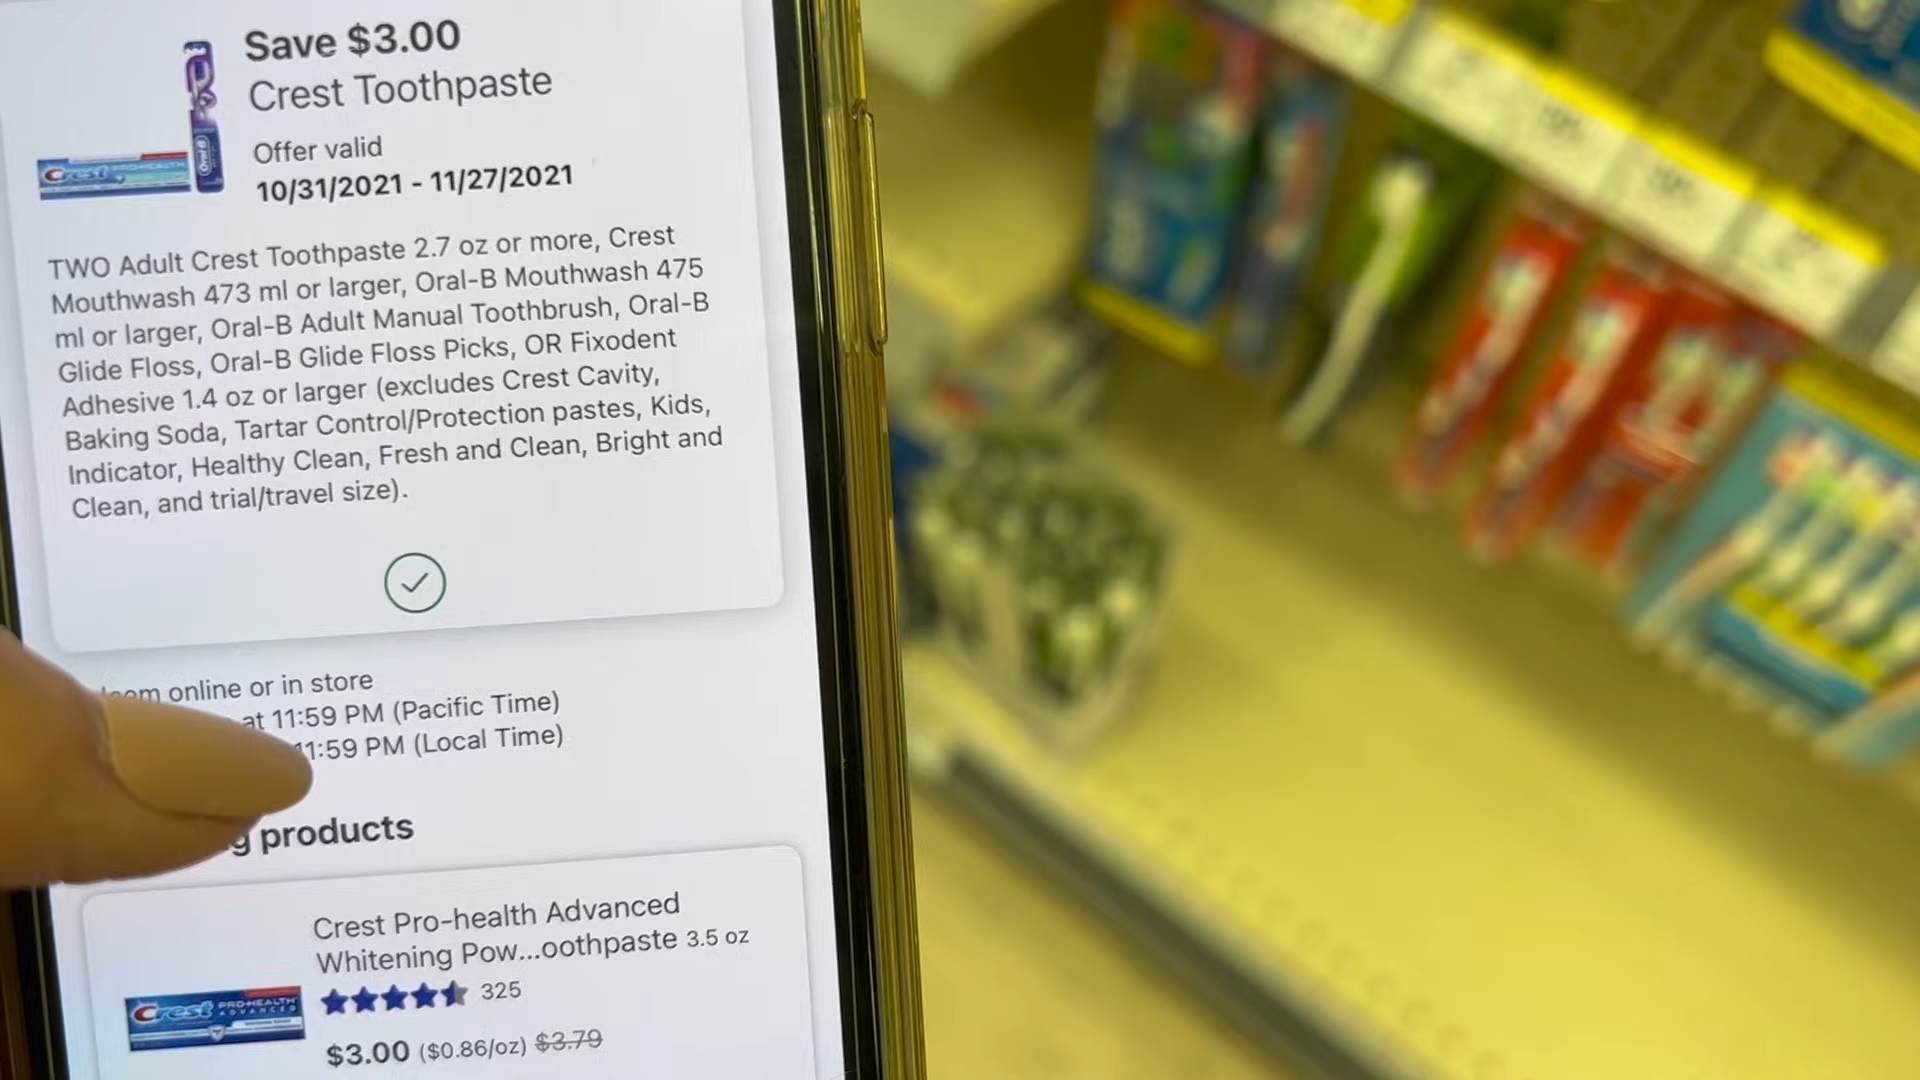 Save $3.00
Crest Toothpaste
Offer valid
10/31/2021 - 11/27/2021
Crest PRO-HEALTH
Oral-B
TWO Adult Crest Toothpaste 2.7 oz or more, Crest
Mouthwash 473 ml or larger, Oral-B Mouthwash 475
ml or larger, Oral-B Adult Manual Toothbrush, Oral-B
Glide Floss, Oral-B Glide Floss Picks, OR Fixodent
Adhesive 1.4 oz or larger (excludes Crest Cavity,
Baking Soda, Tartar Control/Protection pastes, Kids,
Indicator, Healthy Clean, Fresh and Clean, Bright and
Clean, and trial/travel size).
online or in store
at 11:59 PM (Pacific Time)
11:59 PM (Local Time)
products
Crest Pro-health Advanced
Whitening Pow...oothpaste 3.5 oz
325
Crest PRO-HEALTH
ADVANCED
$3.00 ($0.86/oz) $3.79